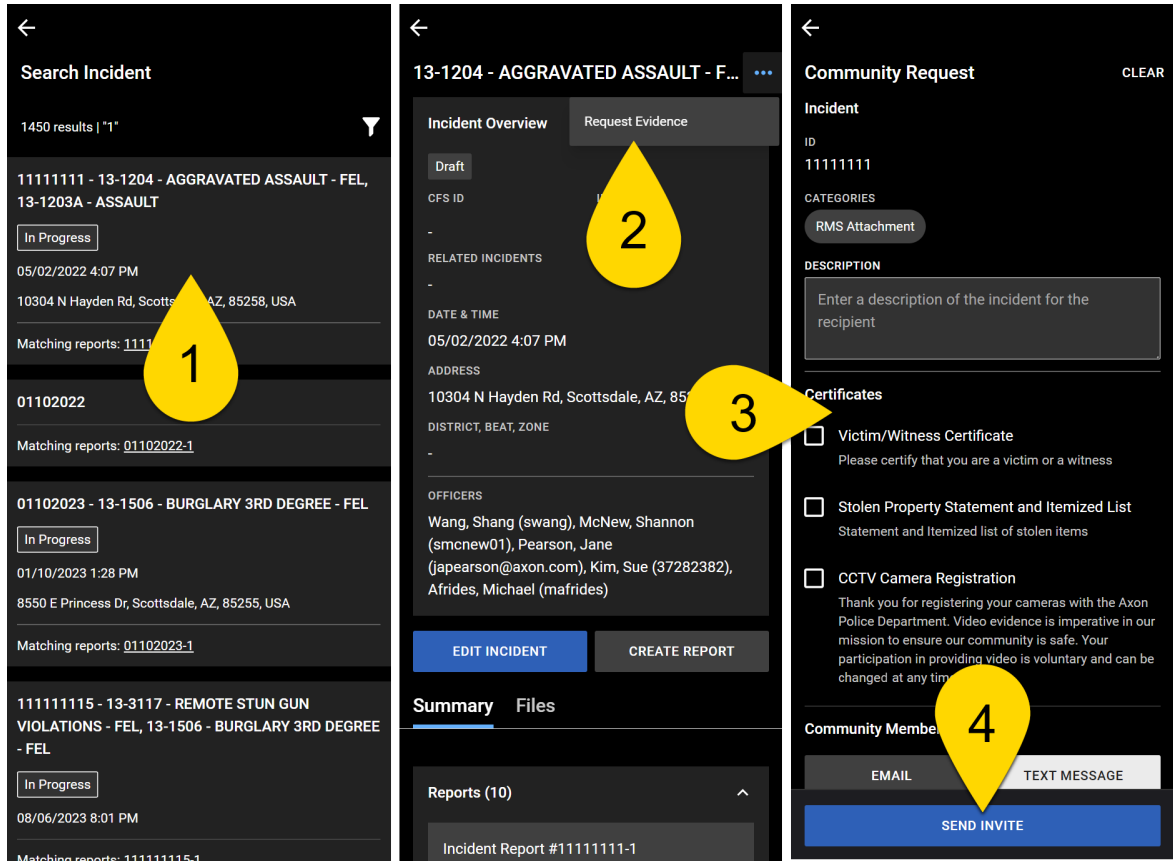 Search Incident
1450 results | "1"
11111111 - 13-1204 - AGGRAVATED ASSAULT - FEL,
13-1203A - ASSAULT
In Progress
05/02/2022 4:07 PM
10304 N Hayden Rd, Scotts AZ, 85258, USA
Matching reports: 1111
1
01102022
Matching reports: 01102022-1
01102023 - 13-1506 - BURGLARY 3RD DEGREE - FEL
In Progress
01/10/2023 1:28 PM
8550 E Princess Dr, Scottsdale, AZ, 85255, USA
Matching reports: 01102023-1
111111115 - 13-3117 - REMOTE STUN GUN
VIOLATIONS - FEL, 13-1506 - BURGLARY 3RD DEGREE
- FEL
In Progress
08/06/2023 8:01 PM
Matching reports: 111111115-1
13-1204 - AGGRAVATED ASSAULT - F...
Incident Overview
Request Evidence
Draft
CFS ID
-
2
RELATED INCIDENTS
-
DATE & TIME
05/02/2022 4:07 PM
ADDRESS
10304 N Hayden Rd, Scottsdale, AZ, 85
DISTRICT, BEAT, ZONE
-
OFFICERS
Wang, Shang (swang), McNew, Shannon
(smcnew01), Pearson, Jane
(japearson@axon.com), Kim, Sue (37282382),
Afrides, Michael (mafrides)
EDIT INCIDENT
CREATE REPORT
Summary
Files
Reports (10)
Incident Report #11111111-1
Community Request
CLEAR
Incident
ID
11111111
CATEGORIES
RMS Attachment
DESCRIPTION
Enter a description of the incident for the
recipient
3
Certificates
Victim/Witness Certificate
Please certify that you are a victim or a witness
Stolen Property Statement and Itemized List
Statement and Itemized list of stolen items
CCTV Camera Registration
Thank you for registering your cameras with the Axon
Police Department. Video evidence is imperative in our
mission to ensure our community is safe. Your
participation in providing video is voluntary and can be
changed at any tim
Community Membe
4
EMAIL
TEXT MESSAGE
SEND INVITE